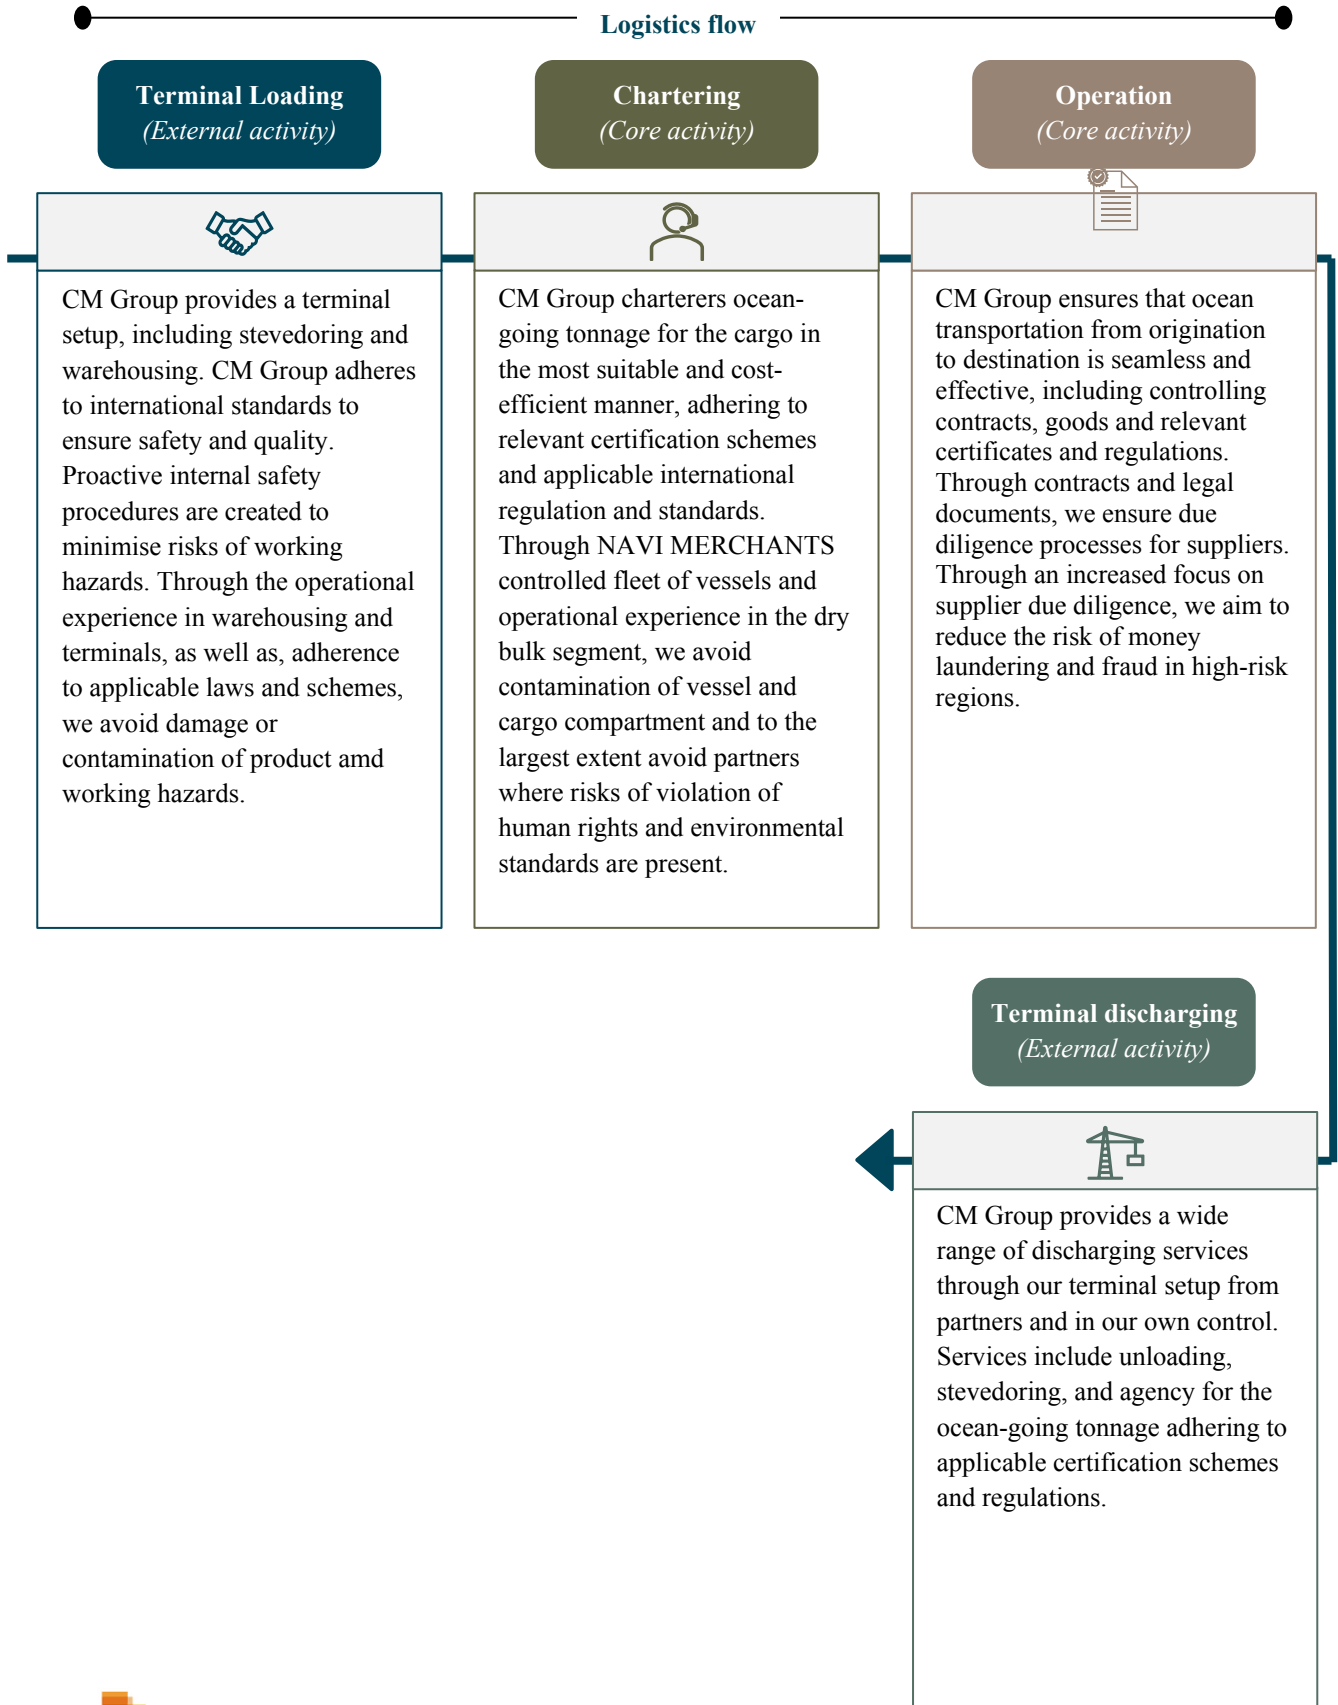 Logistics flow
Terminal Loading
(External activity)
CM Group provides a terminal
setup, including stevedoring and
warehousing. CM Group adheres
to international standards to
ensure safety and quality.
Proactive internal safety
procedures are created to
minimise risks of working
hazards. Through the operational
experience in warehousing and
terminals, as well as, adherence
to applicable laws and schemes,
we avoid damage or
contamination of product amd
working hazards.
Chartering
(Core activity)
CM Group charterers ocean-
going tonnage for the cargo in
the most suitable and cost-
efficient manner, adhering to
relevant certification schemes
and applicable international
regulation and standards.
Through NAVI MERCHANTS
controlled fleet of vessels and
operational experience in the dry
bulk segment, we avoid
contamination of vessel and
cargo compartment and to the
largest extent avoid partners
where risks of violation of
human rights and environmental
standards are present.
Operation
(Core activity)
CM Group ensures that ocean
transportation from origination
to destination is seamless and
effective, including controlling
contracts, goods and relevant
certificates and regulations.
Through contracts and legal
documents, we ensure due
diligence processes for suppliers.
Through an increased focus on
supplier due diligence, we aim to
reduce the risk of money
laundering and fraud in high-risk
regions.
Terminal discharging
(External activity)
CM Group provides a wide
range of discharging services
through our terminal setup from
partners and in our own control.
Services include unloading,
stevedoring, and agency for the
ocean-going tonnage adhering to
applicable certification schemes
and regulations.